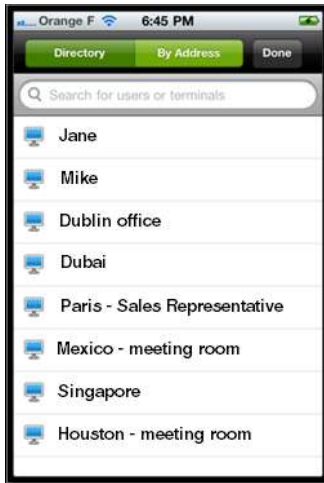 Orange F 6:45 PM
Directory By Address Done
Search for users or terminals
Jane
Mike
Dublin office
Dubai
Paris - Sales Representative
Mexico - meeting room
Singapore
Houston - meeting room